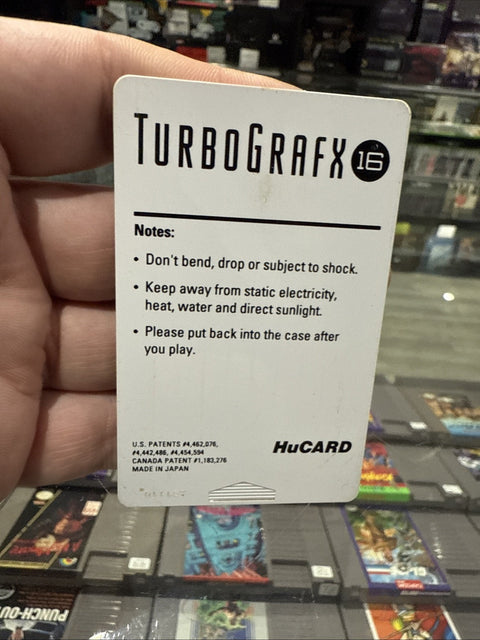 TURBOGRAFX 16
Notes:
• Don't bend, drop or subject to shock.
• Keep away from static electricity,
heat, water and direct sunlight.
• Please put back into the case after
you play.
U.S. PATENTS #4,462,076,
#4,442,486, #4,454,594
CANADA PATENT #1,183,276
MADE IN JAPAN
HuCARD
PUNCH-OUT